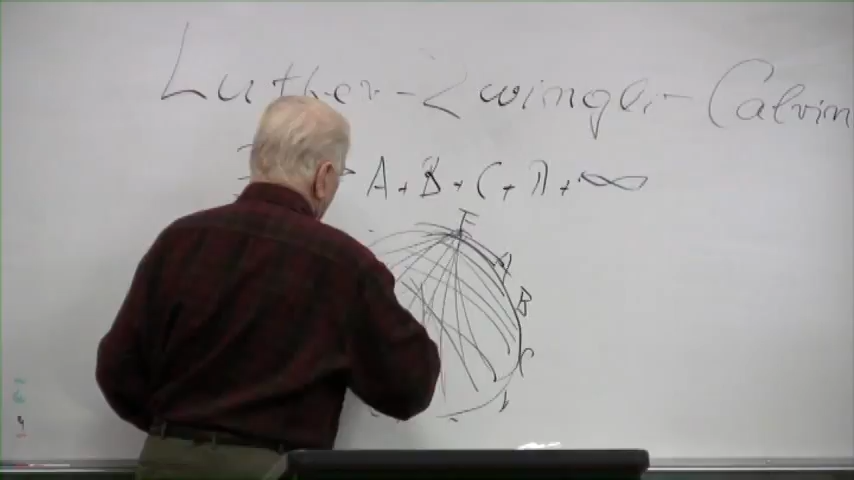 Luther - Zwingli - Calvin
A + B + C + D + ∞
E
A
B
C